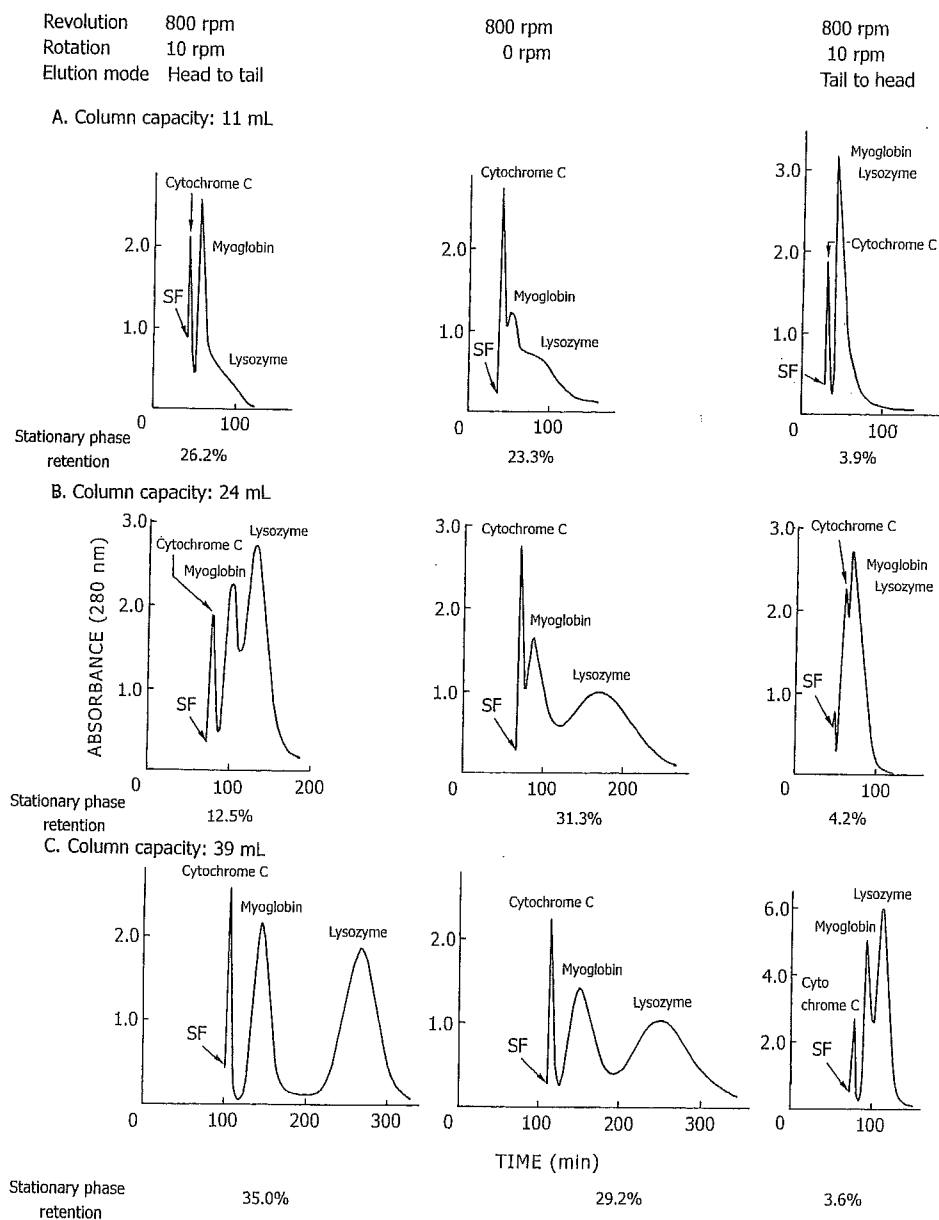 Revolution 800 rpm 800 rpm 800 rpm
Rotation 10 rpm 0 rpm 10 rpm
Elution mode Head to tail Tail to head
A. Column capacity: 11 mL
Cytochrome C
2.0
Myoglobin
SF
1.0
Lysozyme
0 100
Cytochrome C
2.0
Myoglobin
1.0
Lysozyme
SF
0 100
3.0
Myoglobin
Lysozyme
2.0
Cytochrome C
1.0
SF
0 100
Stationary phase
retention
26.2% 23.3% 3.9%
B. Column capacity: 24 mL
ABSORBANCE (280 nm)
3.0
Lysozyme
Cytochrome C
Myoglobin
2.0
1.0
SF
0 100 200
Cytochrome C
3.0
2.0
Myoglobin
Lysozyme
1.0
SF
0 100 200
3.0
Cytochrome C
Myoglobin
Lysozyme
2.0
SF
1.0
0 100
Stationary phase
retention
12.5% 31.3% 4.2%
C. Column capacity: 39 mL
Cytochrome C
Myoglobin
Lysozyme
2.0
1.0
SF
0 100 200 300
Cytochrome C
2.0
Myoglobin
Lysozyme
1.0
SF
0 100 200 300
Lysozyme
6.0
Myoglobin
4.0
Cyto
chrome C
2.0
SF
0 100
TIME (min)
Stationary phase
retention
35.0% 29.2% 3.6%